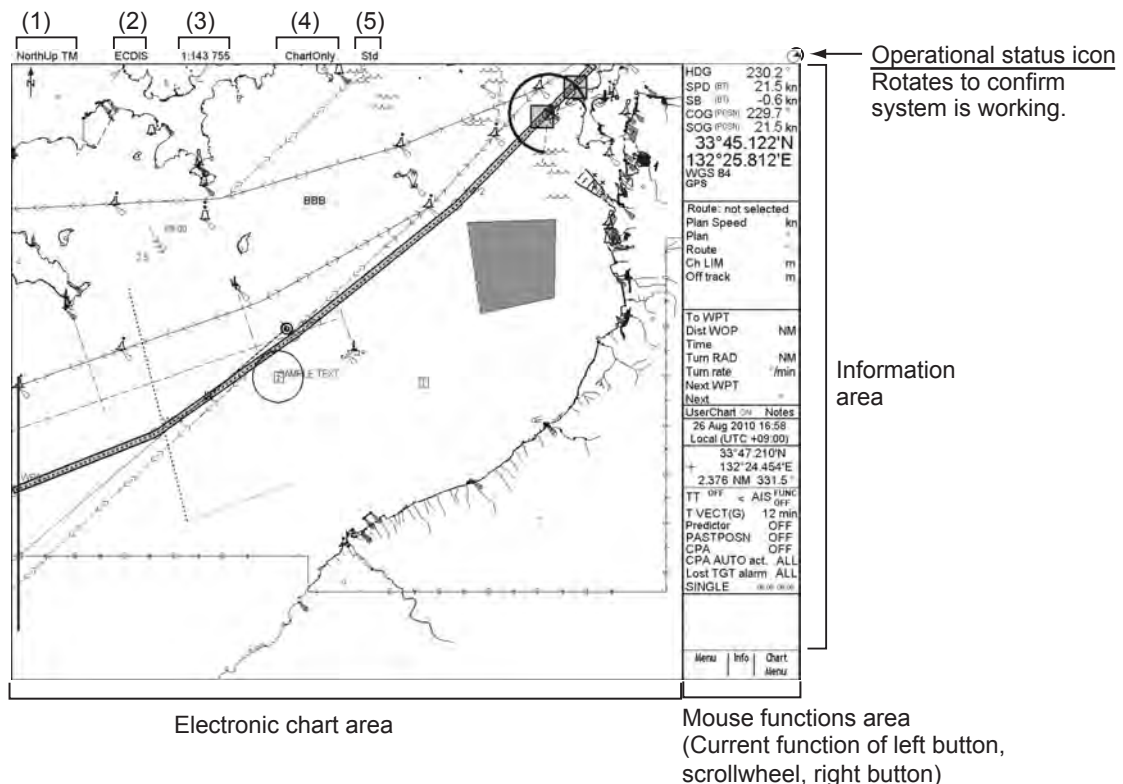 (1) (2) (3) (4) (5)
NorthUp TM ECDIS 1:143 755 ChartOnly Std
Operational status icon
Rotates to confirm
system is working.
HDG 230.2°
SPD (BT) 21.5 kn
SB (BT) -0.6 kn
COG (POSN) 229.7°
SOG (POSN) 21.5 kn
33°45.122'N
132°25.812'E
WGS 84
GPS
N
BBB
09:00
2.5
SAMPLE TEXT
Route: not selected
Plan Speed kn
Plan °
Route °
Ch LIM m
Off track m
To WPT
Dist WOP NM
Time
Turn RAD NM
Turn rate °/min
Next WPT
Next °
UserChart ON Notes
26 Aug 2010 16:58
Local (UTC +09:00)
33°47.210'N
+ 132°24.454'E
2.376 NM 331.5°
TT OFF < AIS FUNC OFF
T VECT(G) 12 min
Predictor OFF
PASTPOSN OFF
CPA OFF
CPA AUTO act. ALL
Lost TGT alarm ALL
SINGLE
Menu Info Chart
Menu
Information
area
Electronic chart area
Mouse functions area
(Current function of left button,
scrollwheel, right button)